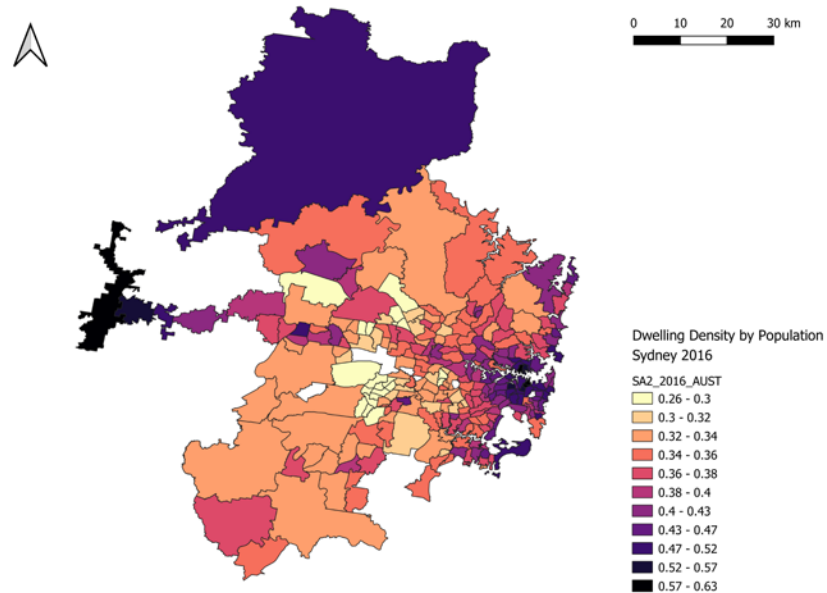 0 10 20 30 km
Dwelling Density by Population
Sydney 2016
SA2_2016_AUST
0.26 - 0.3
0.3 - 0.32
0.32 - 0.34
0.34 - 0.36
0.36 - 0.38
0.38 - 0.4
0.4 - 0.43
0.43 - 0.47
0.47 - 0.52
0.52 - 0.57
0.57 - 0.63